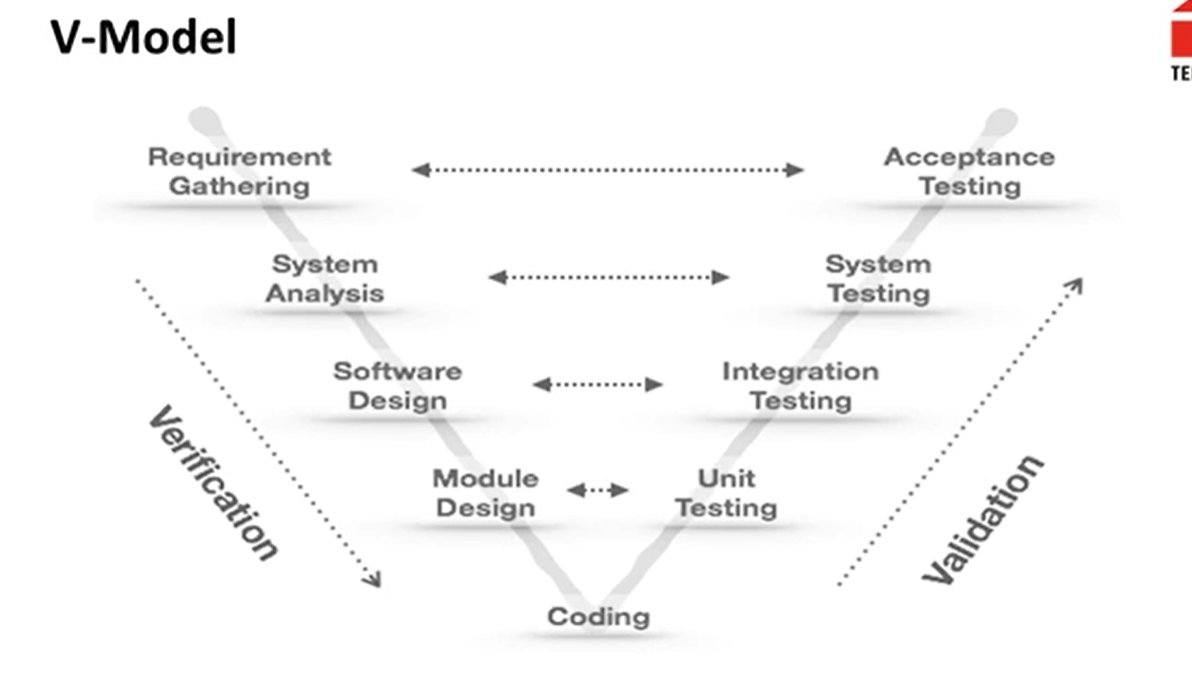 V-Model
TE
Requirement
Gathering
Acceptance
Testing
System
Analysis
System
Testing
Software
Design
Integration
Testing
Verification
Module
Design
Unit
Testing
Validation
Coding